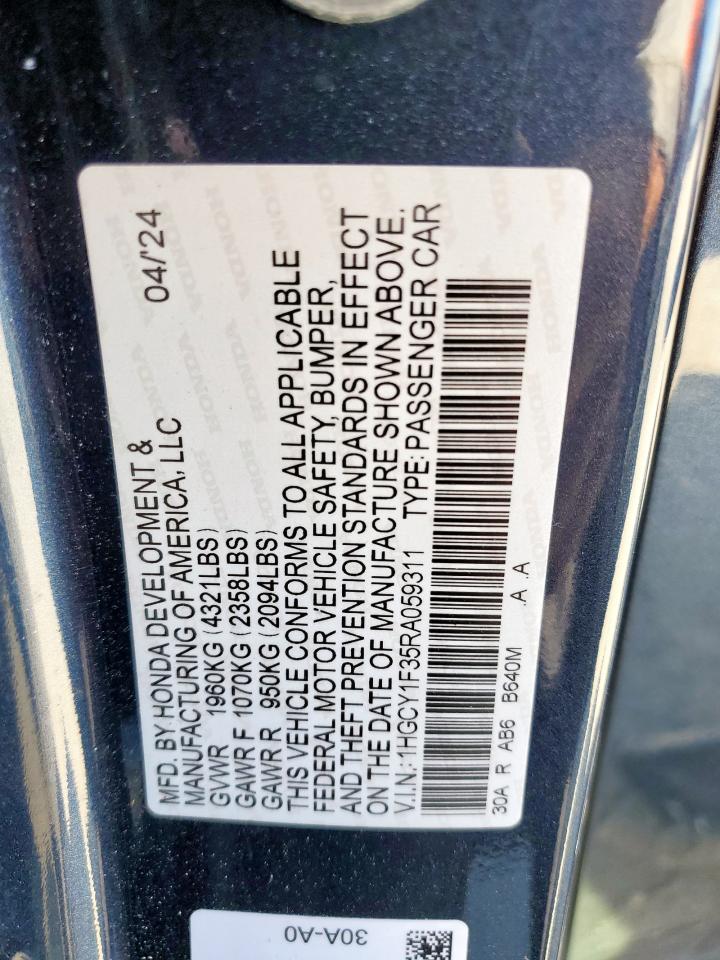 MFD. BY HONDA DEVELOPMENT & 04/'24
MANUFACTURING OF AMERICA, LLC
GVWR 1960KG (4321LBS)
GAWR F 1070KG (2358LBS)
GAWR R 950KG (2094LBS)
THIS VEHICLE CONFORMS TO ALL APPLICABLE
FEDERAL MOTOR VEHICLE SAFETY, BUMPER,
AND THEFT PREVENTION STANDARDS IN EFFECT
ON THE DATE OF MANUFACTURE SHOWN ABOVE.
V.I.N.: 1HGCY1F35RA059311 TYPE: PASSENGER CAR
30A R AB6 B640M .A .A
30A-A0